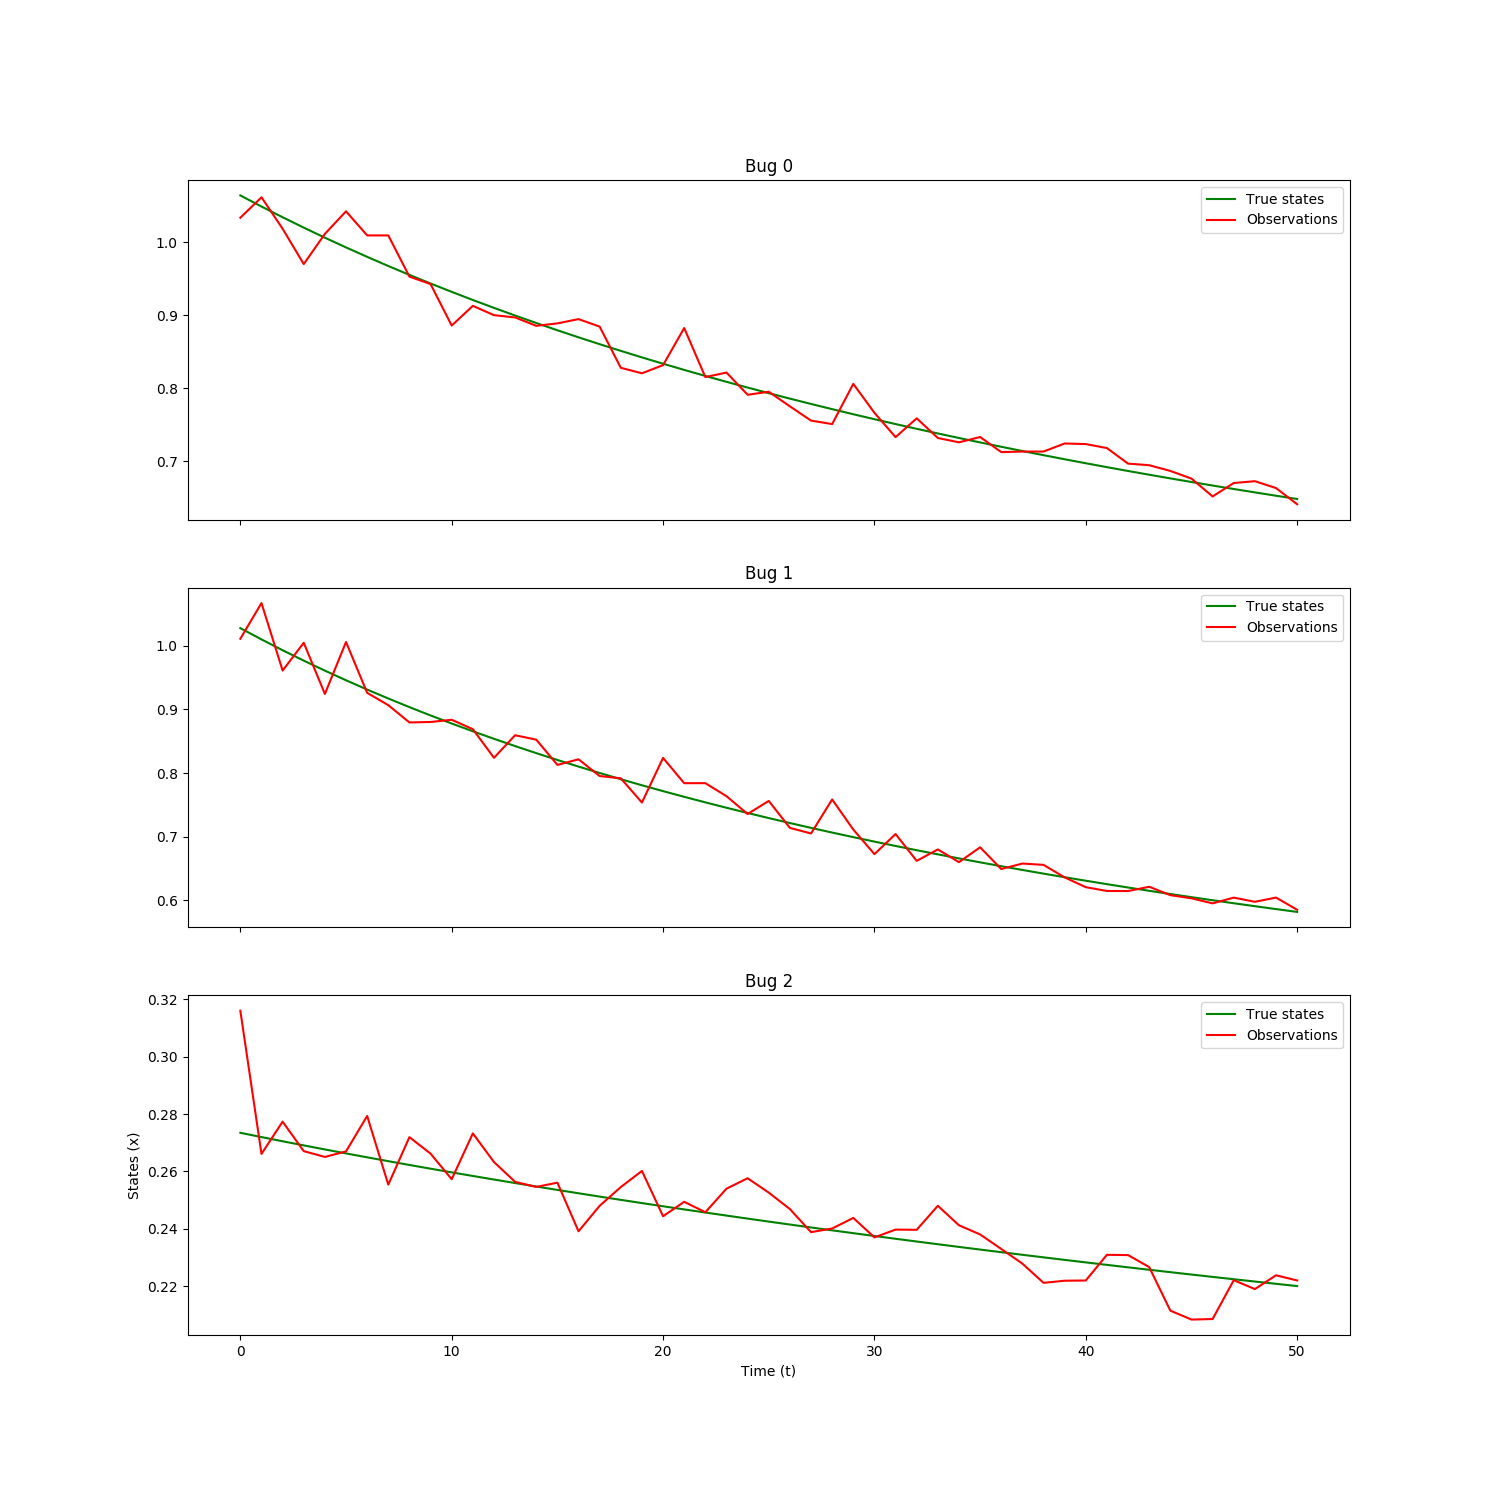 Bug 0
True states
Observations
1.0
0.9
0.8
0.7
Bug 1
True states
Observations
1.0
0.9
0.8
0.7
0.6
Bug 2
True states
Observations
0.32
0.30
0.28
0.26
0.24
0.22
States (x)
0 10 20 30 40 50
Time (t)